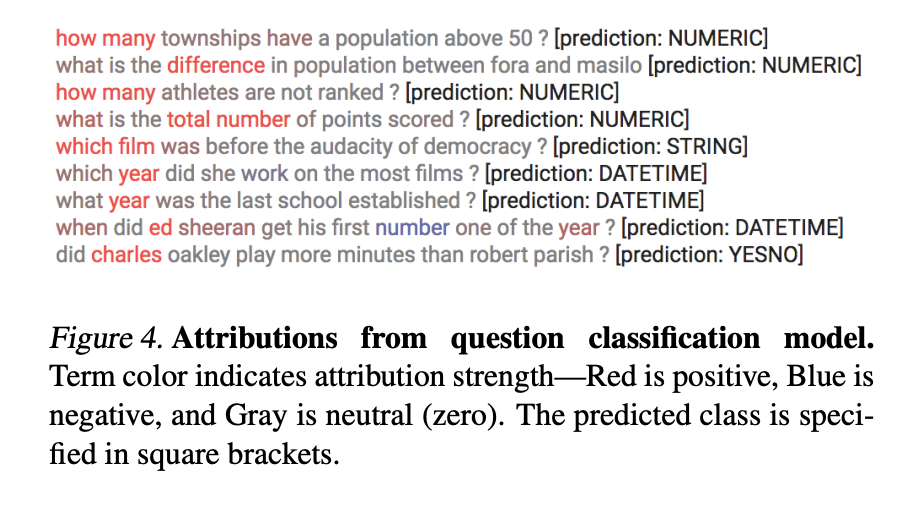 how many townships have a population above 50 ? [prediction: NUMERIC]
what is the difference in population between fora and masilo [prediction: NUMERIC]
how many athletes are not ranked ? [prediction: NUMERIC]
what is the total number of points scored ? [prediction: NUMERIC]
which film was before the audacity of democracy ? [prediction: STRING]
which year did she work on the most films ? [prediction: DATETIME]
what year was the last school established ? [prediction: DATETIME]
when did ed sheeran get his first number one of the year ? [prediction: DATETIME]
did charles oakley play more minutes than robert parish ? [prediction: YESNO]
Figure 4. Attributions from question classification model.
Term color indicates attribution strength—Red is positive, Blue is
negative, and Gray is neutral (zero). The predicted class is speci-
fied in square brackets.